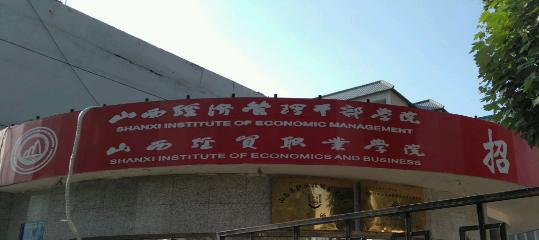 山西经济管理干部学院
SHANXI INSTITUTE OF ECONOMIC MANAGEMENT
山西经贸职业学院
SHANXI INSTITUTE OF ECONOMICS AND BUSINESS
招